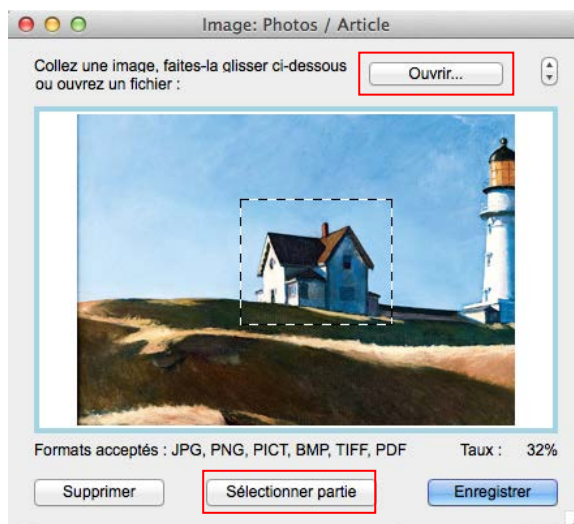 Image: Photos / Article
Collez une image, faites-la glisser ci-dessous
ou ouvrez un fichier :
Ouvrir...
Formats acceptés : JPG, PNG, PICT, BMP, TIFF, PDF
Taux : 32%
Supprimer
Sélectionner partie
Enregistrer